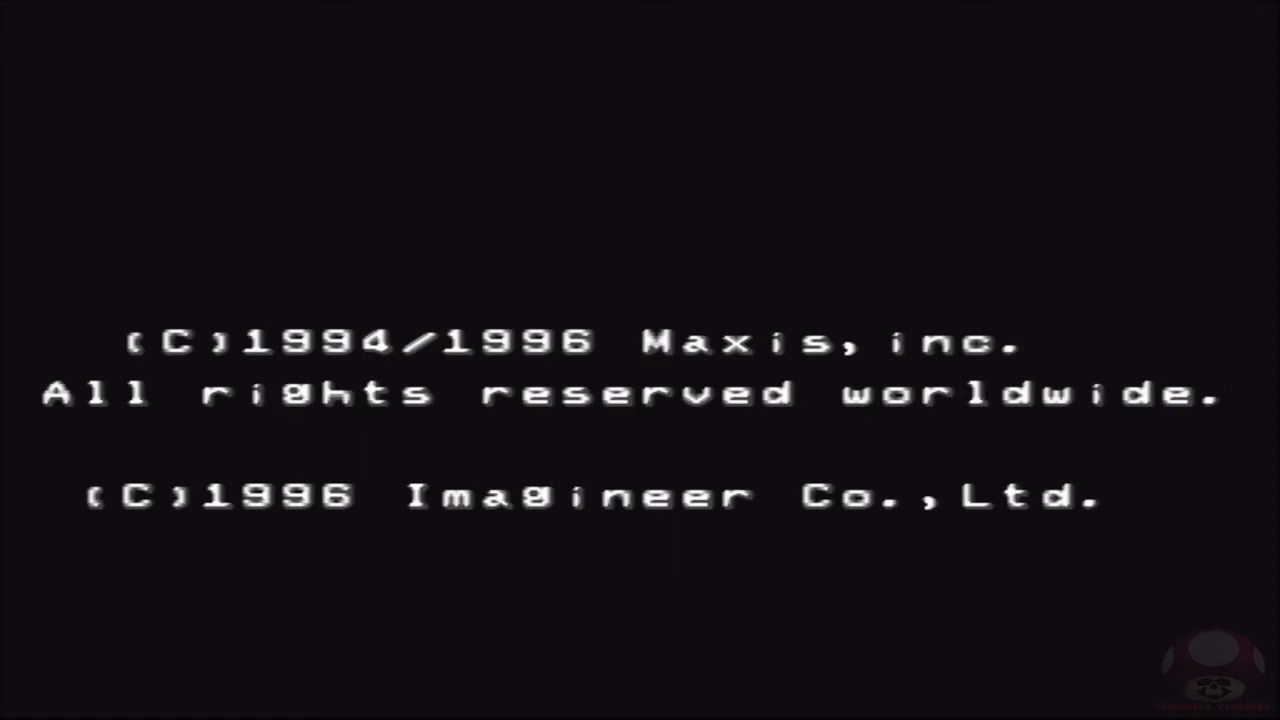 (C)1994/1996 Maxis,inc.
All rights reserved worldwide.
(C)1996 Imagineer Co.,Ltd.